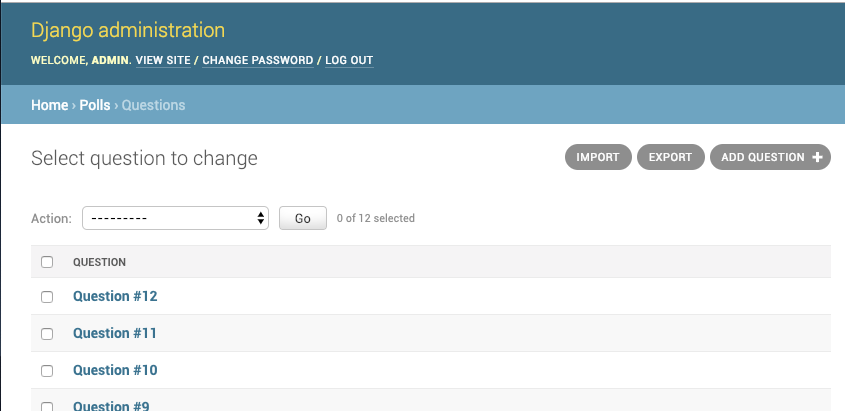 Django administration
WELCOME, ADMIN. VIEW SITE / CHANGE PASSWORD / LOG OUT
Home › Polls › Questions
Select question to change
IMPORT EXPORT ADD QUESTION +
Action: --------- Go 0 of 12 selected
QUESTION
Question #12
Question #11
Question #10
Question #9